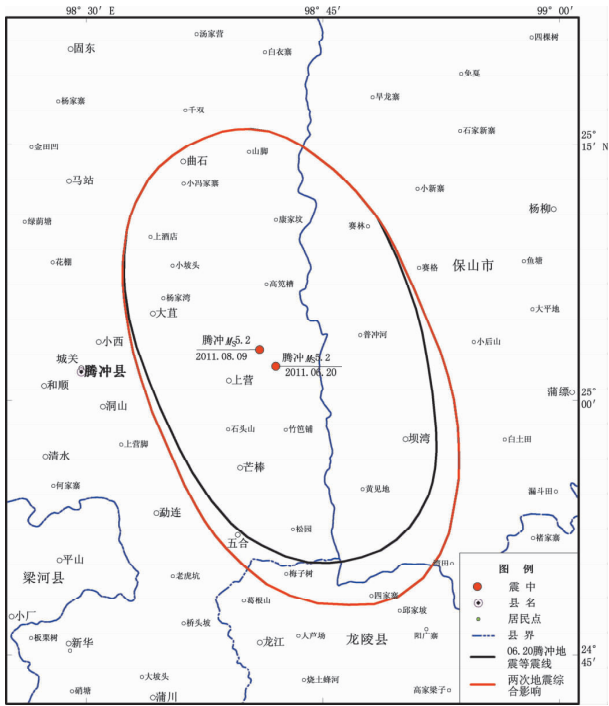 98° 30′ E
98° 45′
99° 00′
汤家营
四棵树
固东
白衣寨
鱼戛
杨家寨
旱龙寨
千双
石家新寨
25°
15′ N
金田凹
山脚
曲石
马站
小冯家寨
小新寨
杨柳
绿荫塘
康家坟
赛林
上酒店
花棚
小坡头
赛格
保山市
鱼塘
高笕槽
杨家湾
大苴
大平地
小西
普冲河
小后山
腾冲 Ms5.2
2011.08.09
城关
腾冲县
腾冲 Ms5.2
2011.06.20
和顺
上营
蒲缥
25°
00′
洞山
石头山
竹笆铺
上营脚
坝湾
白土田
清水
芒棒
何家寨
黄见地
漏斗田
勐连
松园
五合
褚家寨
平山
梁河县
老虎坑
梅子树
葛根山
四家寨
小厂
邱家坡
桥头坡
板栗树
新华
龙江
人芦场
龙陵县
阳广寨
24°
45′
大坡头
烧土蜂河
硝塘
蒲川
高家梁子
图 例
震 中
县 名
居民点
县 界
06.20腾冲地
震等震线
两次地震综
合影响